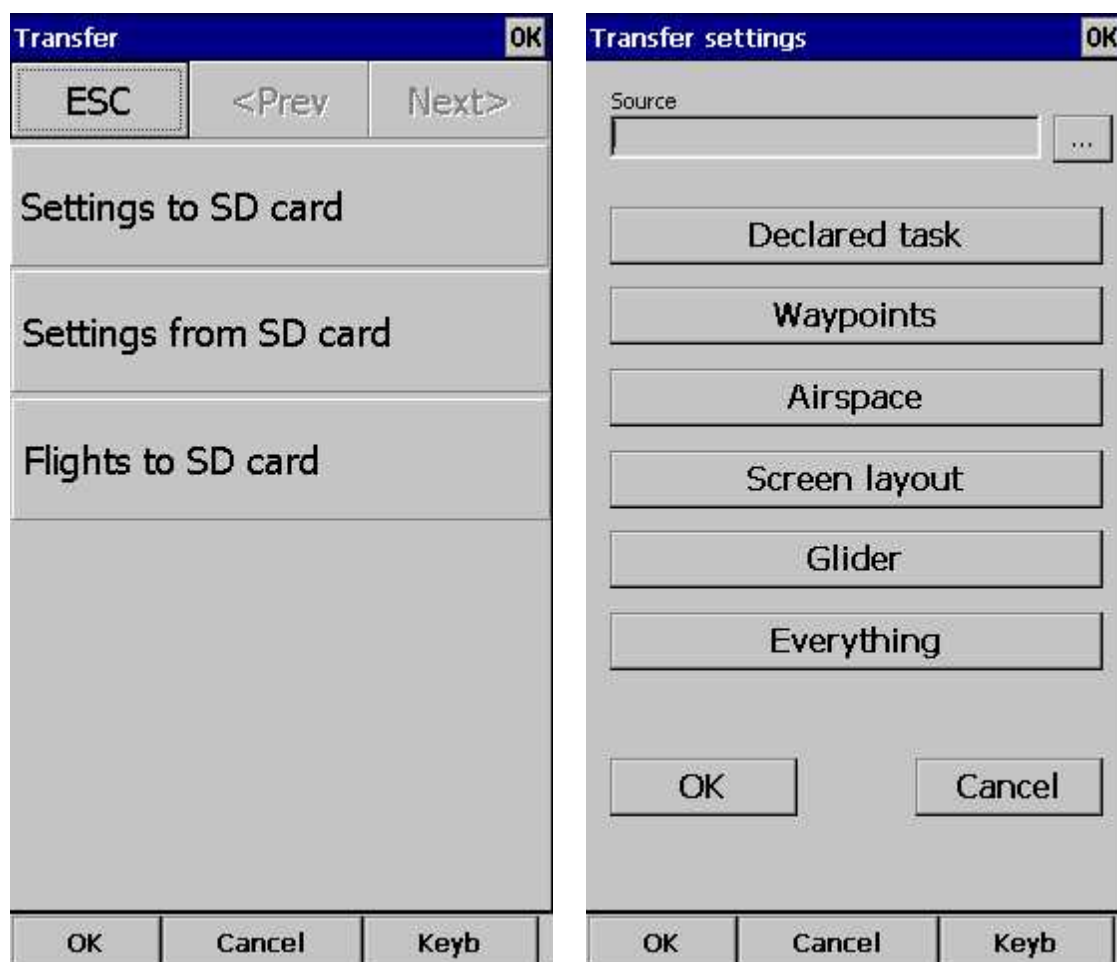 Transfer OK
ESC <Prev Next>
Settings to SD card
Settings from SD card
Flights to SD card
OK Cancel Keyb
Transfer settings OK
Source
...
Declared task
Waypoints
Airspace
Screen layout
Glider
Everything
OK Cancel
OK Cancel Keyb